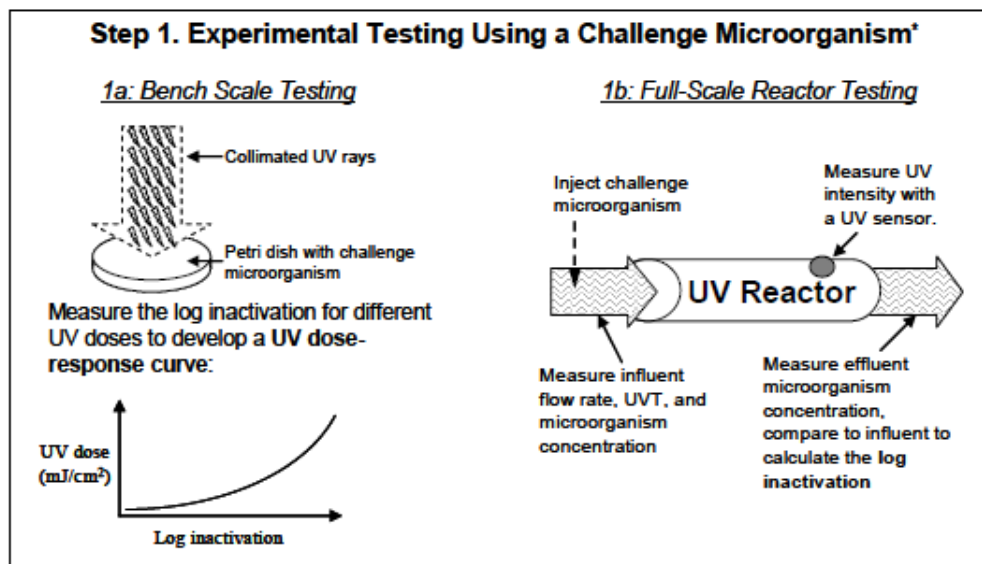 Step 1. Experimental Testing Using a Challenge Microorganism*
1a: Bench Scale Testing
Collimated UV rays
Petri dish with challenge
microorganism
Measure the log inactivation for different
UV doses to develop a UV dose-
response curve:
UV dose
(mJ/cm²)
Log inactivation
1b: Full-Scale Reactor Testing
Inject challenge
microorganism
Measure UV
intensity with
a UV sensor.
UV Reactor
Measure influent
flow rate, UVT, and
microorganism
concentration
Measure effluent
microorganism
concentration,
compare to influent to
calculate the log
inactivation